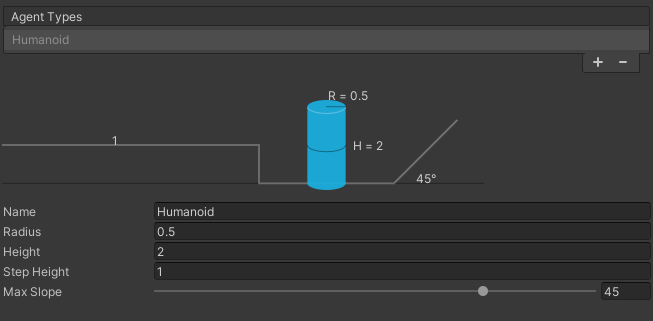 Agent Types
Humanoid
+ −
R = 0.5
1
H = 2
45°
Name Humanoid
Radius 0.5
Height 2
Step Height 1
Max Slope 45